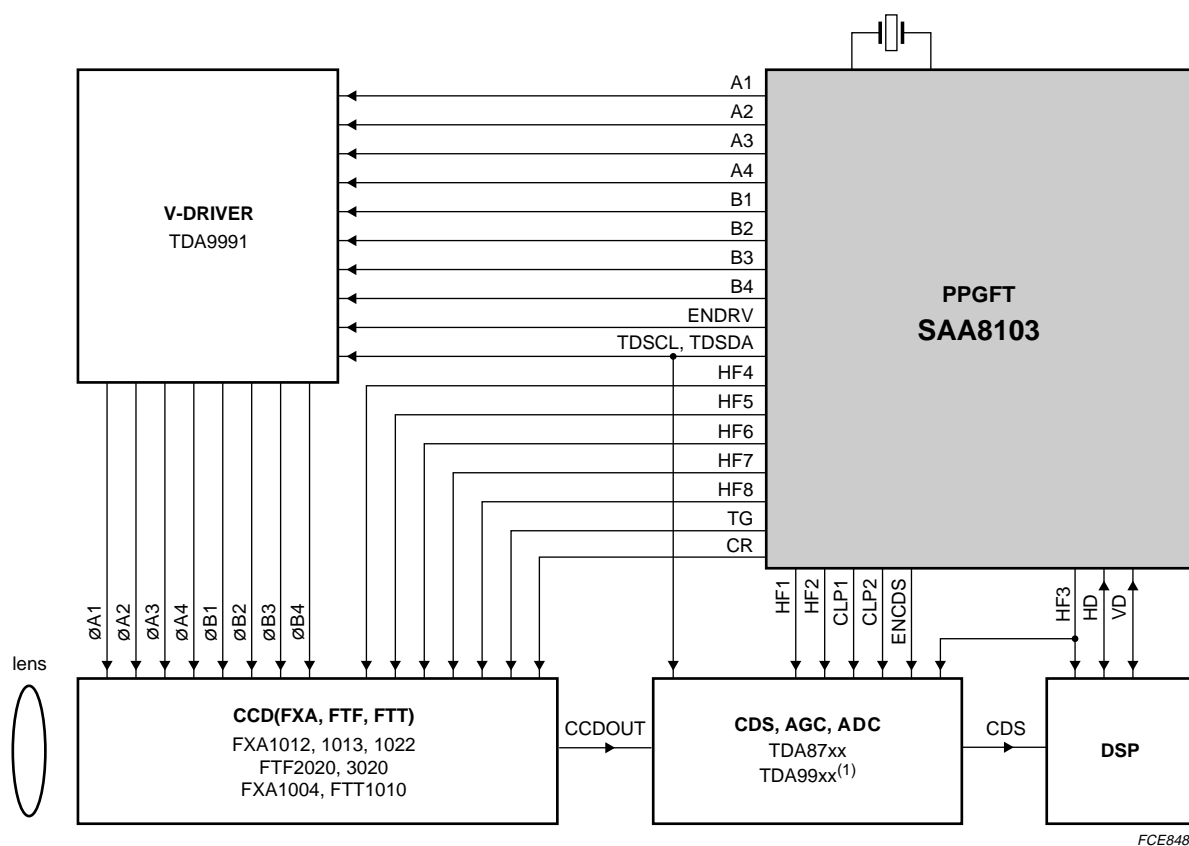 A1
A2
A3
A4
B1
B2
B3
B4
ENDRV
TDSCL, TDSDA
HF4
HF5
HF6
HF7
HF8
TG
CR
V-DRIVER
TDA9991
PPGFT
SAA8103
øA1
øA2
øA3
øA4
øB1
øB2
øB3
øB4
HF1
HF2
CLP1
CLP2
ENCDS
HF3
HD
VD
lens
CCD(FXA, FTF, FTT)
FXA1012, 1013, 1022
FTF2020, 3020
FXA1004, FTT1010
CCDOUT
CDS, AGC, ADC
TDA87xx
TDA99xx(1)
CDS
DSP
FCE848